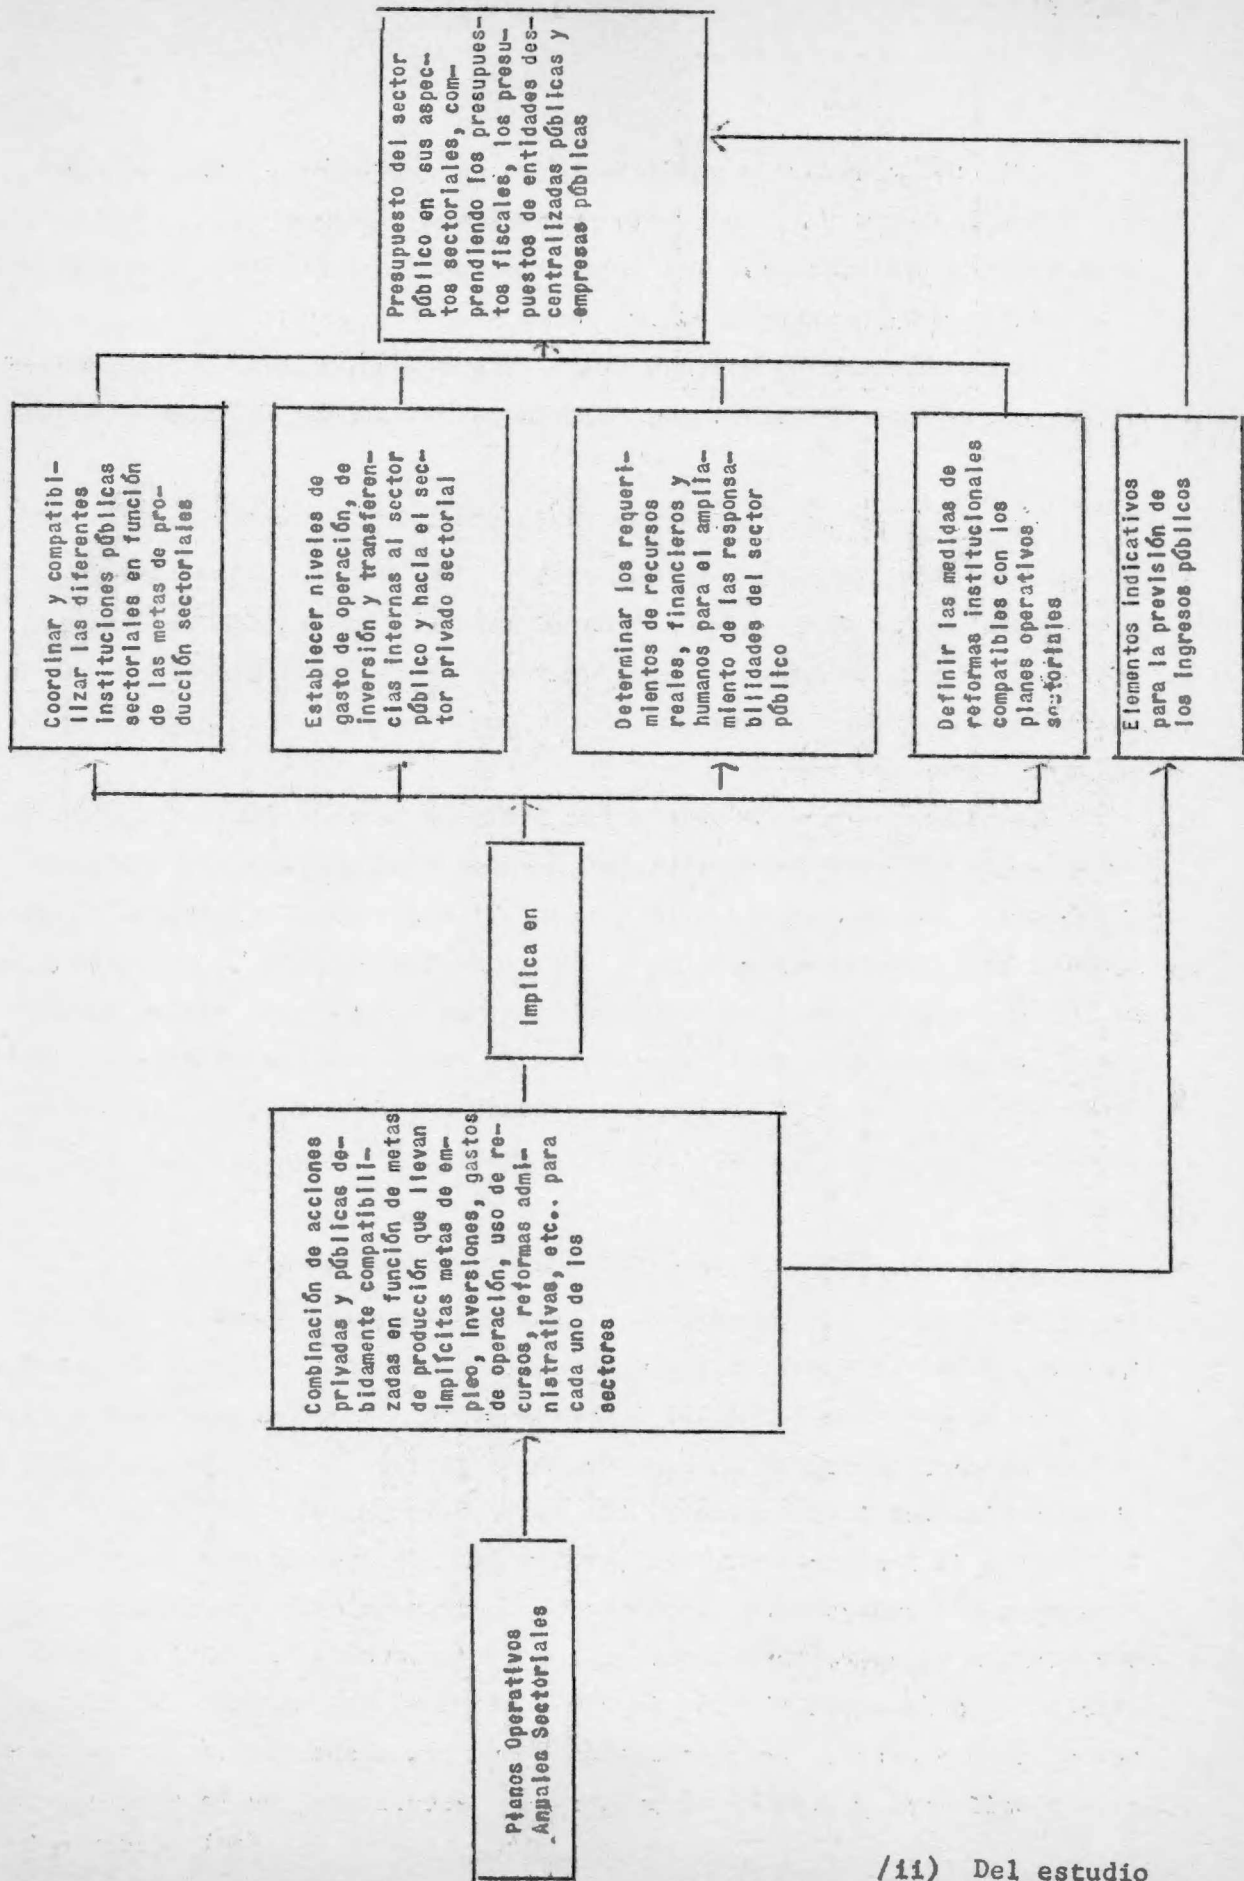 Planos Operativos
Anuales Sectoriales
Combinación de acciones
privadas y públicas de-
bidamente compatibili-
zadas en función de metas
de producción que llevan
implícitas metas de em-
pleo, inversiones, gastos
de operación, uso de re-
cursos, reformas admi-
nistrativas, etc.. para
cada uno de los
sectores
Implica en
Coordinar y compatibi-
lizar las diferentes
instituciones públicas
sectoriales en función
de las metas de pro-
ducción sectoriales
Establecer niveles de
gasto de operación, de
inversión y transferen-
cias internas al sector
público y hacia el sec-
tor privado sectorial
Determinar los requeri-
mientos de recursos
reales, financieros y
humanos para el amplia-
miento de las responsa-
bilidades del sector
público
Definir las medidas de
reformas institucionales
compatibles con los
planes operativos
sectoriales
Elementos indicativos
para la previsión de
los ingresos públicos
Presupuesto del sector
público en sus aspec-
tos sectoriales, com-
prendiendo los presupues-
tos fiscales, los presu-
puestos de entidades des-
centralizadas públicas y
empresas públicas
/ii) Del estudio